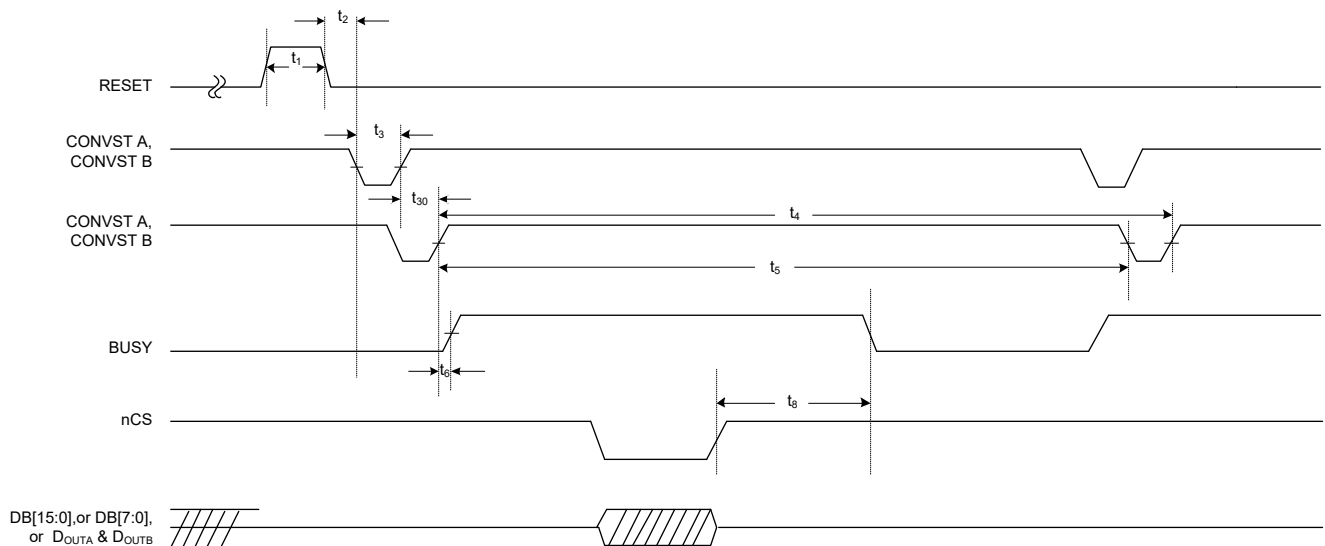 t2
t1
RESET
CONVST A,
CONVST B
t3
t30
CONVST A,
CONVST B
t4
t5
BUSY
t6
nCS
t8
DB[15:0],or DB[7:0],
or DOUTA & DOUTB